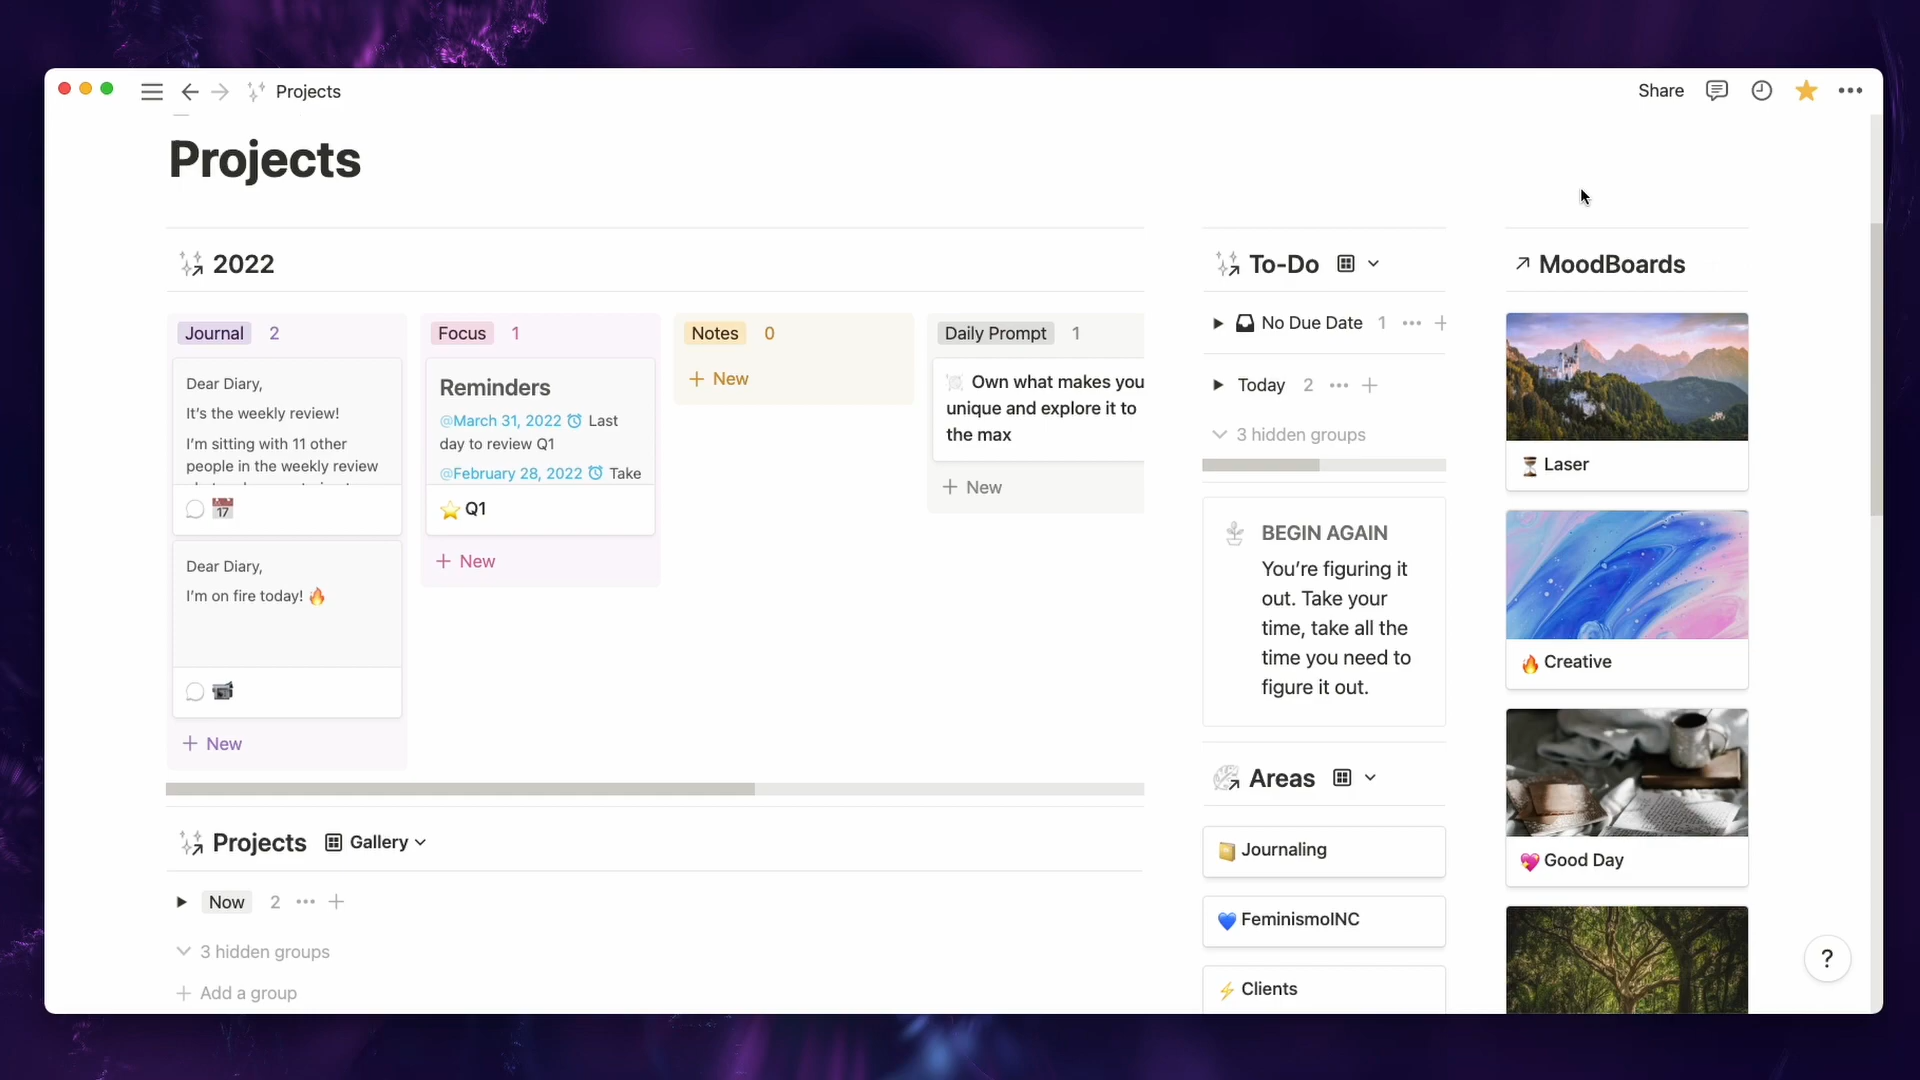 Projects
Share
Projects
2022
Journal 2
Dear Diary,
It's the weekly review!
I'm sitting with 11 other
people in the weekly review
17
Dear Diary,
I'm on fire today! 🔥
+ New
Focus 1
Reminders
@March 31, 2022 ⏰ Last
day to review Q1
@February 28, 2022 ⏰ Take
⭐ Q1
+ New
Notes 0
+ New
Daily Prompt 1
Own what makes you
unique and explore it to
the max
+ New
Projects Gallery
Now 2 ••• +
3 hidden groups
+ Add a group
To-Do
No Due Date 1 ••• +
Today 2 ••• +
3 hidden groups
BEGIN AGAIN
You're figuring it
out. Take your
time, take all the
time you need to
figure it out.
Areas
Journaling
💙 FeminismoINC
⚡ Clients
↗ MoodBoards
⏳ Laser
🔥 Creative
💖 Good Day
?